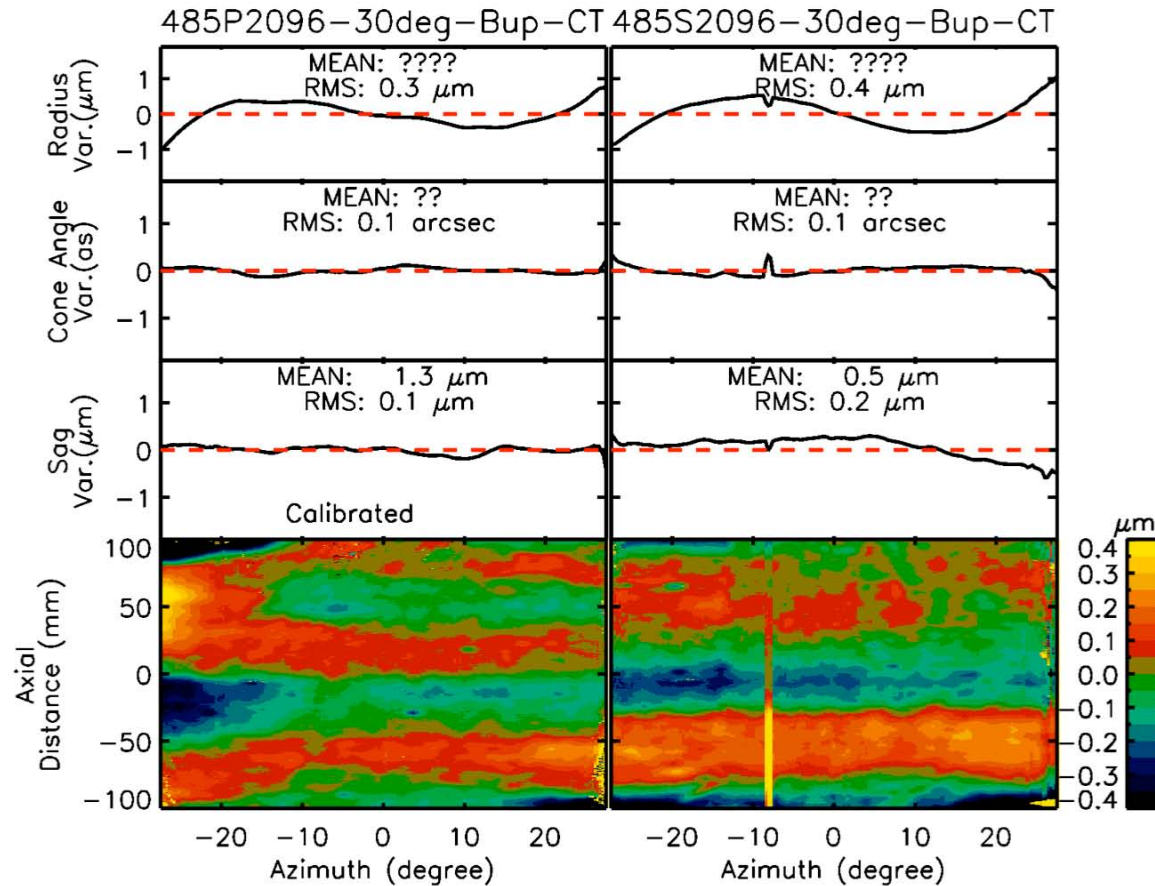 485P2096-30deg-Bup-CT 485S2096-30deg-Bup-CT
Radius
Var.(μm)
1
0
-1
MEAN: ????
RMS: 0.3 μm
MEAN: ????
RMS: 0.4 μm
Cone Angle
Var.(as)
1
0
-1
MEAN: ??
RMS: 0.1 arcsec
MEAN: ??
RMS: 0.1 arcsec
Sag
Var.(μm)
1
0
-1
MEAN: 1.3 μm
RMS: 0.1 μm
MEAN: 0.5 μm
RMS: 0.2 μm
Calibrated
Axial
Distance (mm)
100
50
0
-50
-100
μm
0.4
0.3
0.2
0.1
0.0
-0.1
-0.2
-0.3
-0.4
-20 -10 0 10 20
-20 -10 0 10 20
Azimuth (degree)
Azimuth (degree)